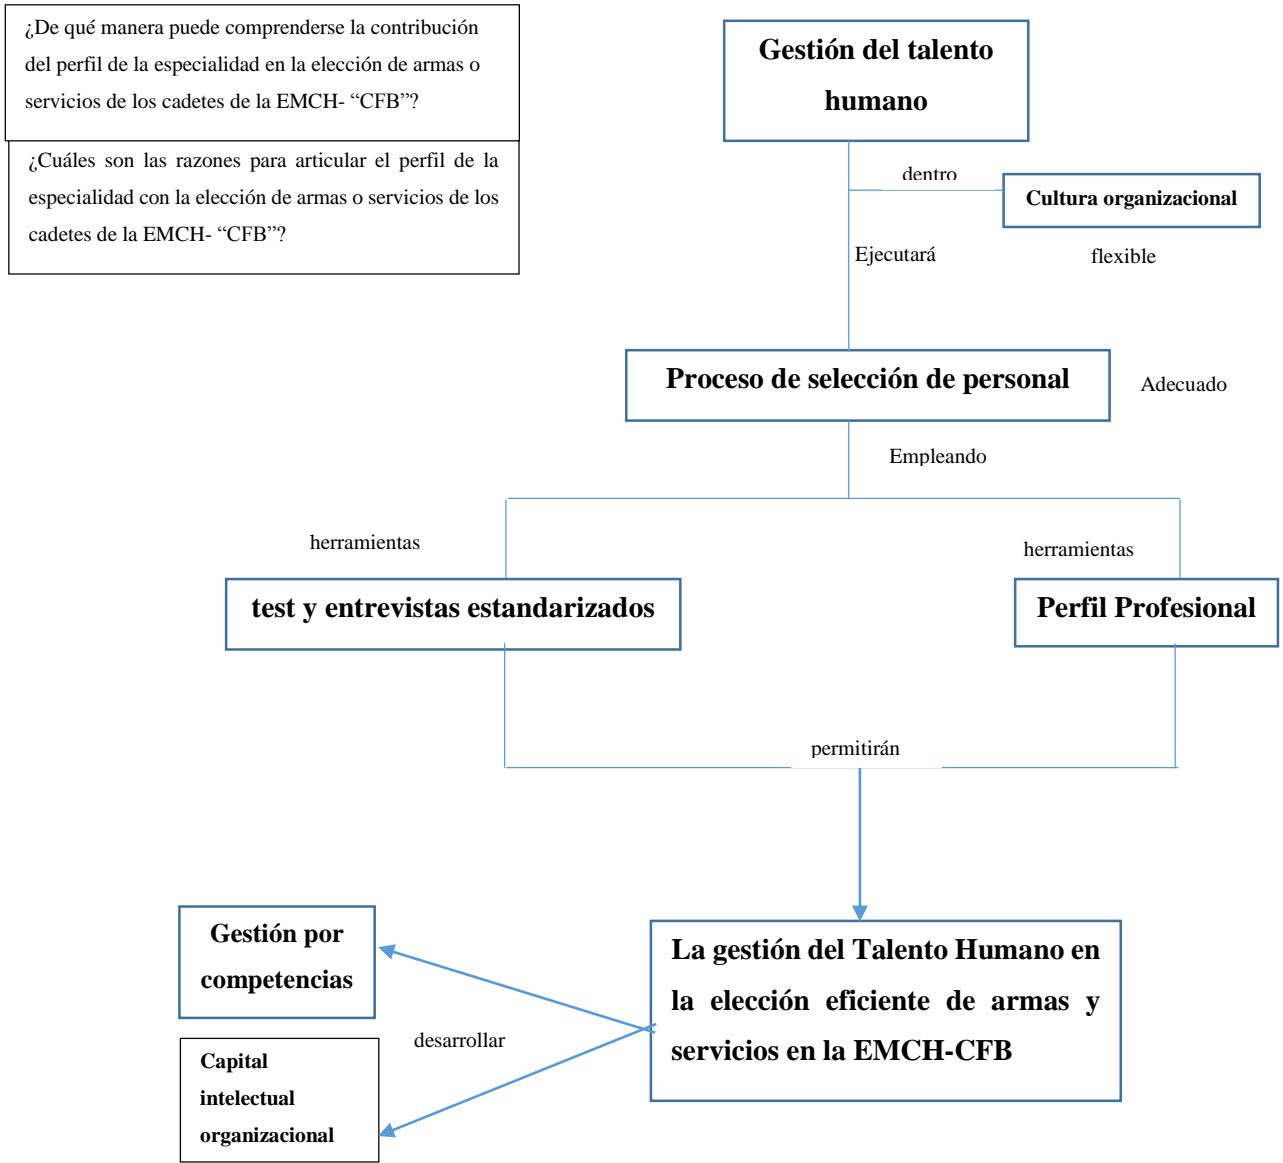 ¿De qué manera puede comprenderse la contribución
del perfil de la especialidad en la elección de armas o
servicios de los cadetes de la EMCH- “CFB”?
¿Cuáles son las razones para articular el perfil de la
especialidad con la elección de armas o servicios de los
cadetes de la EMCH- “CFB”?
Gestión del talento
humano
dentro
Cultura organizacional
Ejecutará
flexible
Proceso de selección de personal
Adecuado
Empleando
herramientas
herramientas
test y entrevistas estandarizados
Perfil Profesional
permitirán
Gestión por
competencias
La gestión del Talento Humano en
la elección eficiente de armas y
servicios en la EMCH-CFB
desarrollar
Capital
intelectual
organizacional